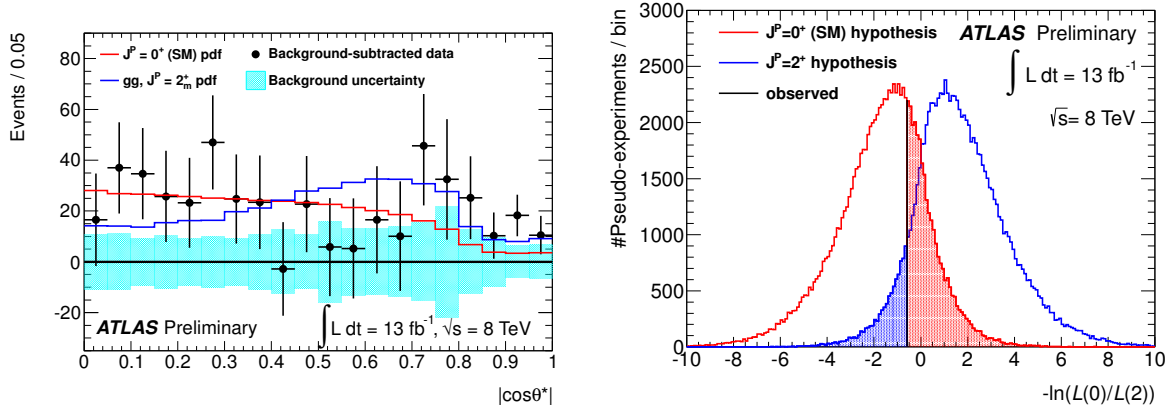 Events / 0.05
80
60
40
20
0
-20
J^P = 0^+ (SM) pdf
gg, J^P = 2^+_m pdf
Background-subtracted data
Background uncertainty
ATLAS Preliminary
∫ L dt = 13 fb^-1, √s = 8 TeV
0 0.1 0.2 0.3 0.4 0.5 0.6 0.7 0.8 0.9 1
|cosθ*|
#Pseudo-experiments / bin
3000
2500
2000
1500
1000
500
0
J^P=0^+ (SM) hypothesis
J^P=2^+ hypothesis
observed
ATLAS Preliminary
∫ L dt = 13 fb^-1
√s= 8 TeV
-10 -8 -6 -4 -2 0 2 4 6 8 10
-ln(L(0)/L(2))